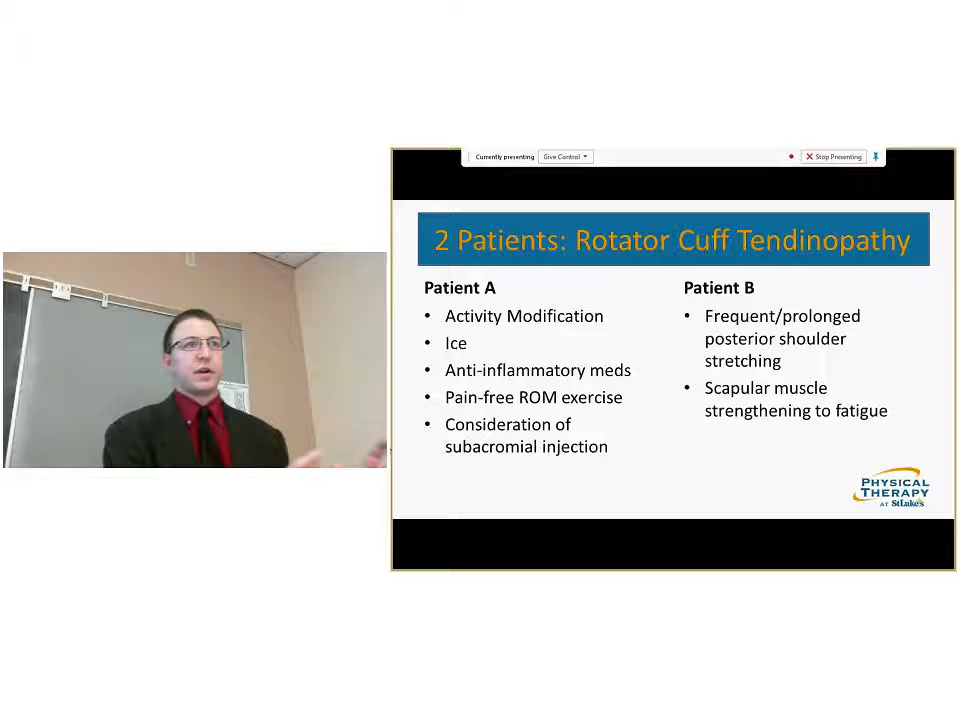 Currently presenting Give Control Stop Presenting
2 Patients: Rotator Cuff Tendinopathy
Patient A
• Activity Modification
• Ice
• Anti-inflammatory meds
• Pain-free ROM exercise
• Consideration of
subacromial injection
Patient B
• Frequent/prolonged
posterior shoulder
stretching
• Scapular muscle
strengthening to fatigue
PHYSICAL
THERAPY
AT StLuke's